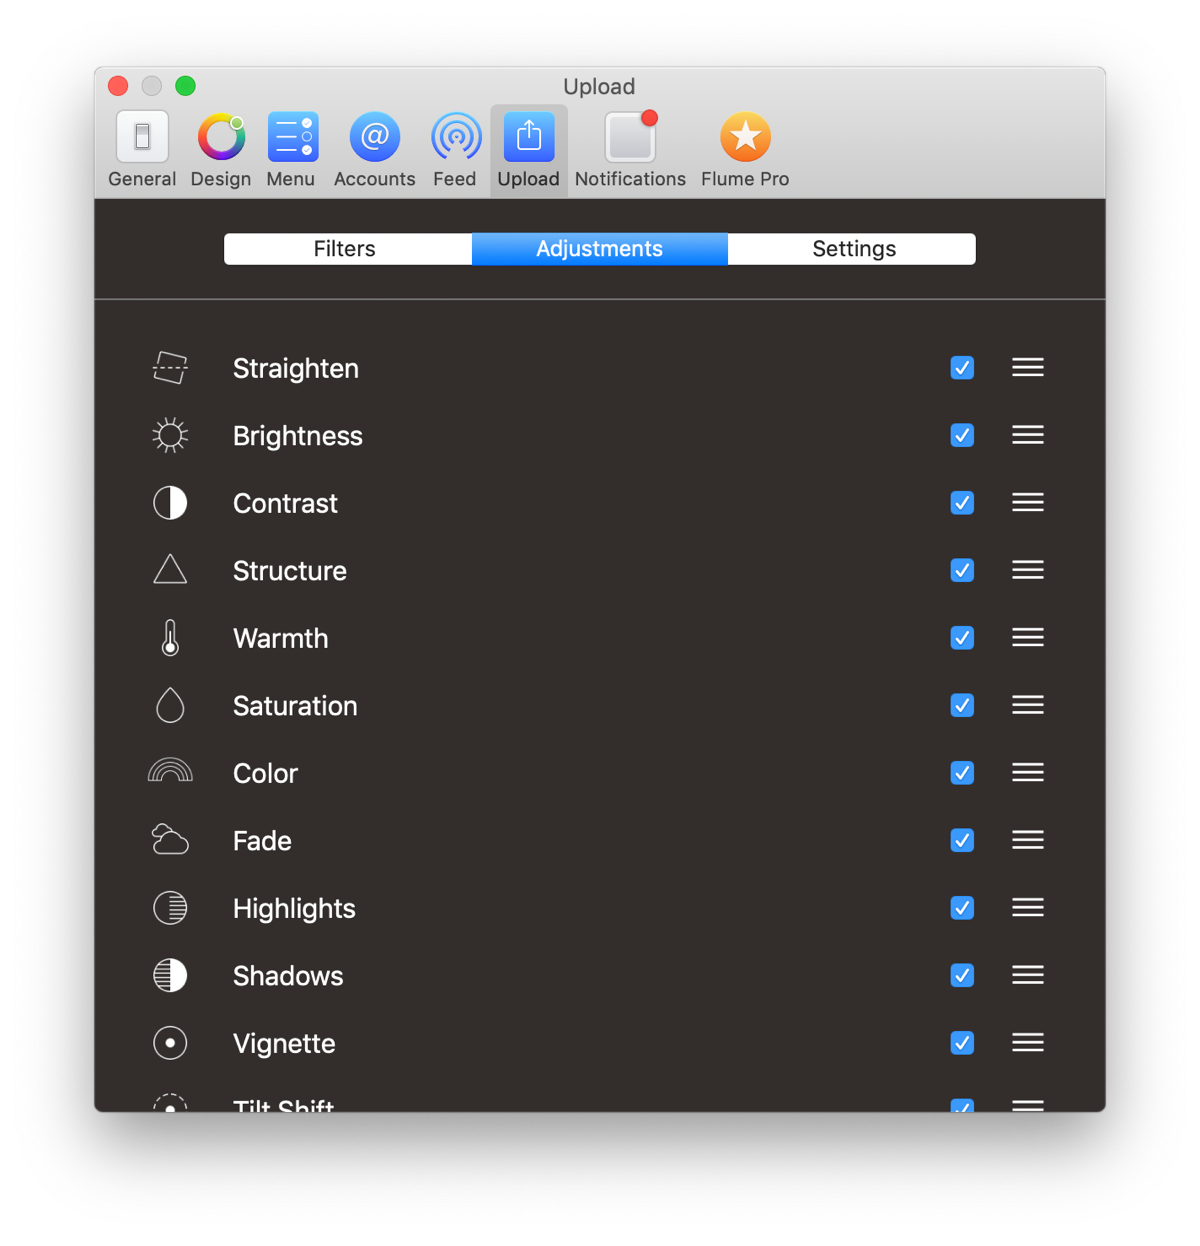 Upload
General Design Menu Accounts Feed Upload Notifications Flume Pro
Filters Adjustments Settings
Straighten
Brightness
Contrast
Structure
Warmth
Saturation
Color
Fade
Highlights
Shadows
Vignette
Tilt Shift